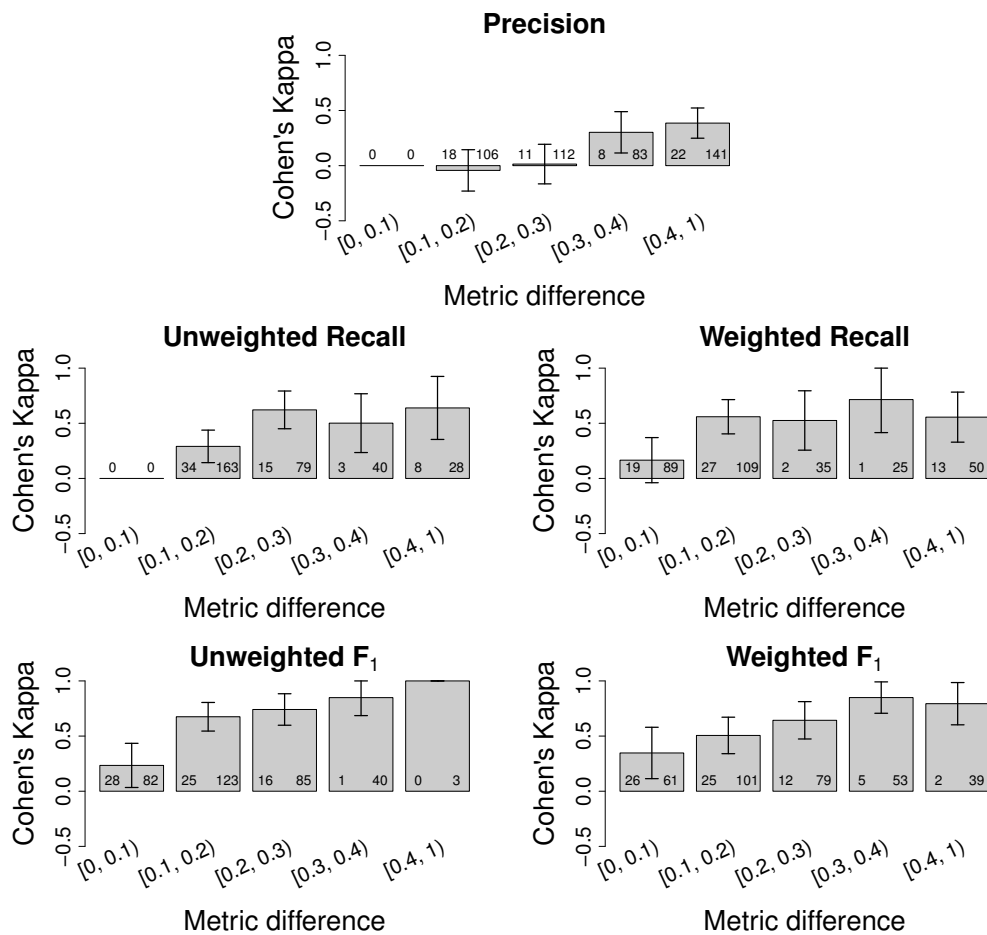 Precision
Cohen's Kappa
1.0
0.5
0.0
−0.5
0 0 18 106 11 112 8 83 22 141
[0, 0.1) [0.1, 0.2) [0.2, 0.3) [0.3, 0.4) [0.4, 1)
Metric difference
Unweighted Recall
Cohen's Kappa
1.0
0.5
0.0
−0.5
0 0 34 163 15 79 3 40 8 28
[0, 0.1) [0.1, 0.2) [0.2, 0.3) [0.3, 0.4) [0.4, 1)
Metric difference
Weighted Recall
Cohen's Kappa
1.0
0.5
0.0
−0.5
19 89 27 109 2 35 1 25 13 50
[0, 0.1) [0.1, 0.2) [0.2, 0.3) [0.3, 0.4) [0.4, 1)
Metric difference
Unweighted F₁
Cohen's Kappa
1.0
0.5
0.0
−0.5
28 82 25 123 16 85 1 40 0 3
[0, 0.1) [0.1, 0.2) [0.2, 0.3) [0.3, 0.4) [0.4, 1)
Metric difference
Weighted F₁
Cohen's Kappa
1.0
0.5
0.0
−0.5
26 61 25 101 12 79 5 53 2 39
[0, 0.1) [0.1, 0.2) [0.2, 0.3) [0.3, 0.4) [0.4, 1)
Metric difference